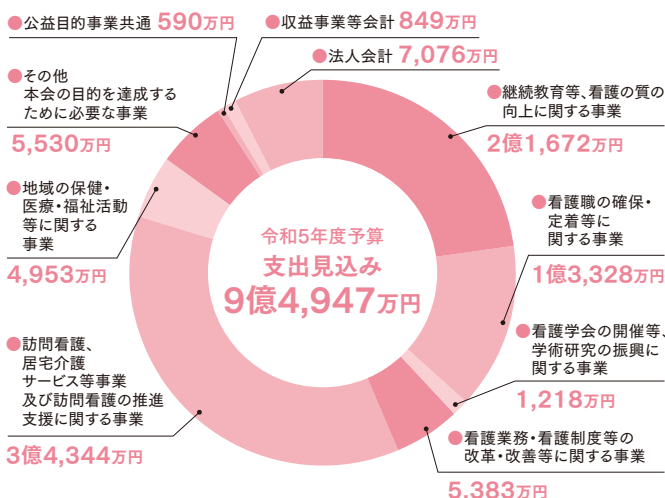 ●公益目的事業共通 590万円
●収益事業等会計 849万円
●法人会計 7,076万円
●その他
本会の目的を達成する
ために必要な事業
5,530万円
●継続教育等、看護の質の
向上に関する事業
2億1,672万円
●地域の保健・
医療・福祉活動
等に関する
事業
4,953万円
●看護職の確保・
定着等に
関する事業
1億3,328万円
令和5年度予算
支出見込み
9億4,947万円
●看護学会の開催等、
学術研究の振興に
関する事業
1,218万円
●訪問看護、
居宅介護
サービス等事業
及び訪問看護の推進
支援に関する事業
3億4,344万円
●看護業務・看護制度等の
改革・改善等に関する事業
5,383万円